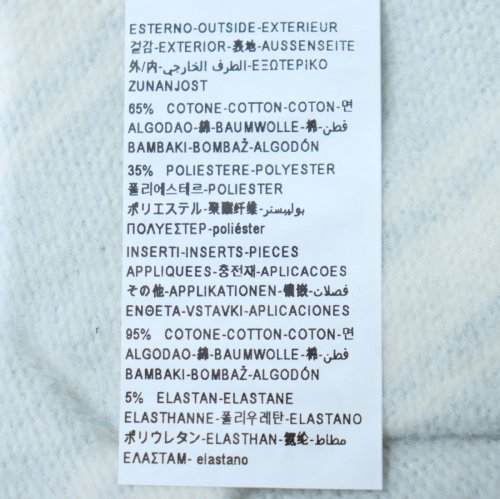 ESTERNO-OUTSIDE-EXTERIEUR
겉감-EXTERIOR-表地-AUSSENSEITE
外/内-الطرف الخارجي-ΕΞΩΤΕΡΙΚΟ
ZUNANJOST
65% COTONE-COTTON-COTON-면
ALGODAO-綿-BAUMWOLLE-棉-قطن
BAMBAKI-BOMBAŽ-ALGODÓN
35% POLIESTERE-POLYESTER
폴리에스테르-POLIESTER
ポリエステル-聚酯纤维-بوليستر
ΠΟΛΥΕΣΤΕΡ-poliéster
INSERTI-INSERTS-PIECES
APPLIQUEES-충전재-APLICACOES
その他-APPLIKATIONEN-镶嵌-فصلات
ΕΝΘΕΤΑ-VSTAVKI-APLICACIONES
95% COTONE-COTTON-COTON-면
ALGODAO-綿-BAUMWOLLE-棉-قطن
BAMBAKI-BOMBAŽ-ALGODÓN
5% ELASTAN-ELASTANE
ELASTHANNE-폴리우레탄-ELASTANO
ポリウレタン-ELASTHAN-氨纶-مطاط
ΕΛΑΣΤΑΜ- elastano